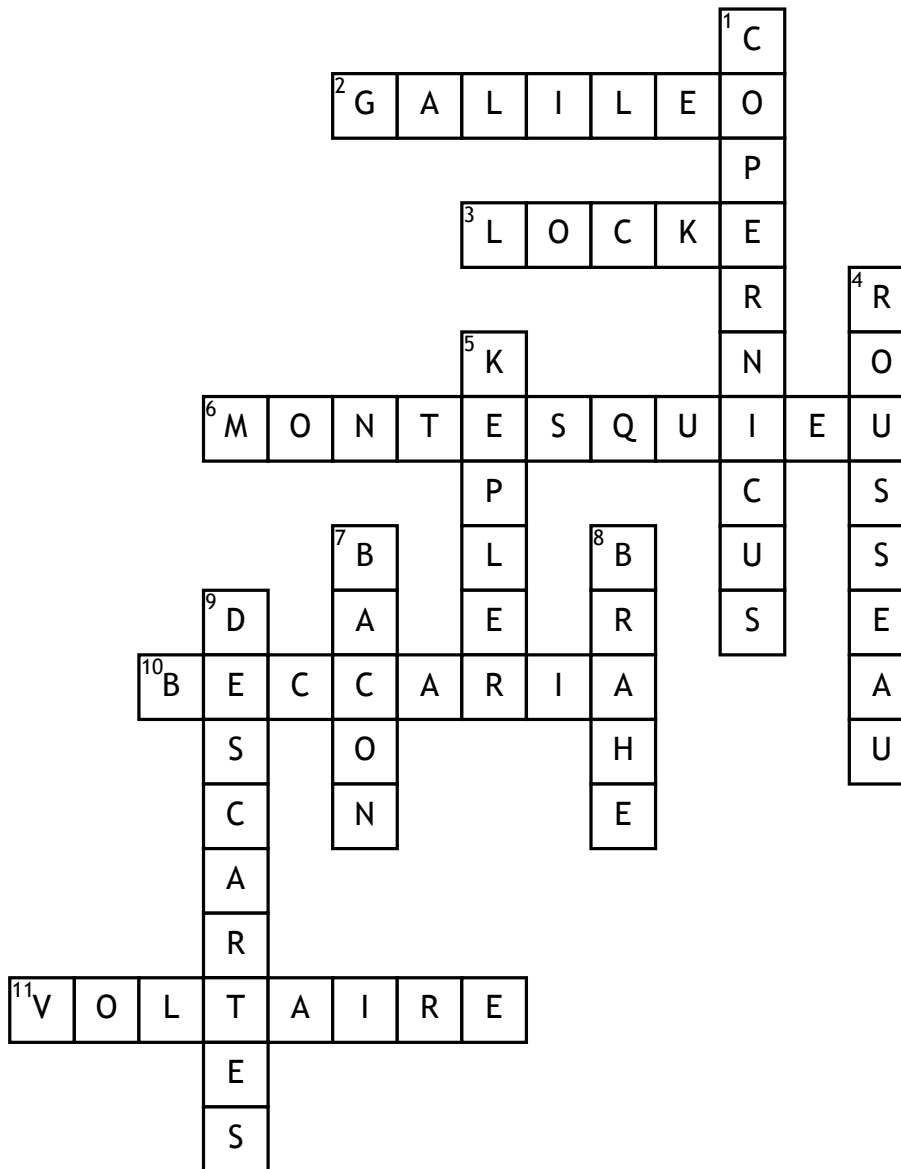 1 C
2 G A L I L E O
P
3 L O C K E
R 4 R
5 K N O
6 M O N T E S Q U I E U
P C S
7 B L 8 B U S
9 D A E R S E
10 B E C C A R I A A
S O H U
C N E
A
R
11 V O L T A I R E
E
S